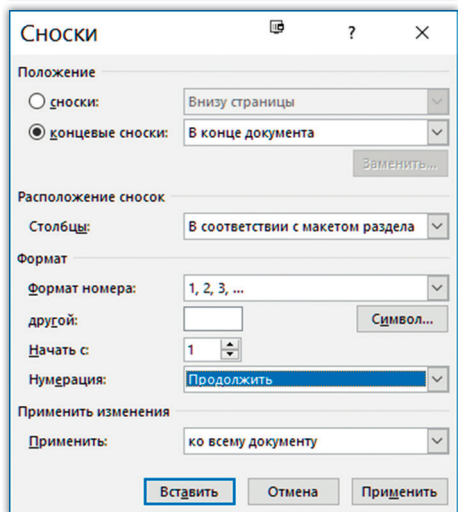 Сноски ?
Положение
сноски: Внизу страницы
концевые сноски: В конце документа
Заменить...
Расположение сносок
Столбцы: В соответствии с макетом раздела
Формат
Формат номера: 1, 2, 3, ...
другой: Символ...
Начать с: 1
Нумерация: Продолжить
Применить изменения
Применить: ко всему документу
Вставить Отмена Применить